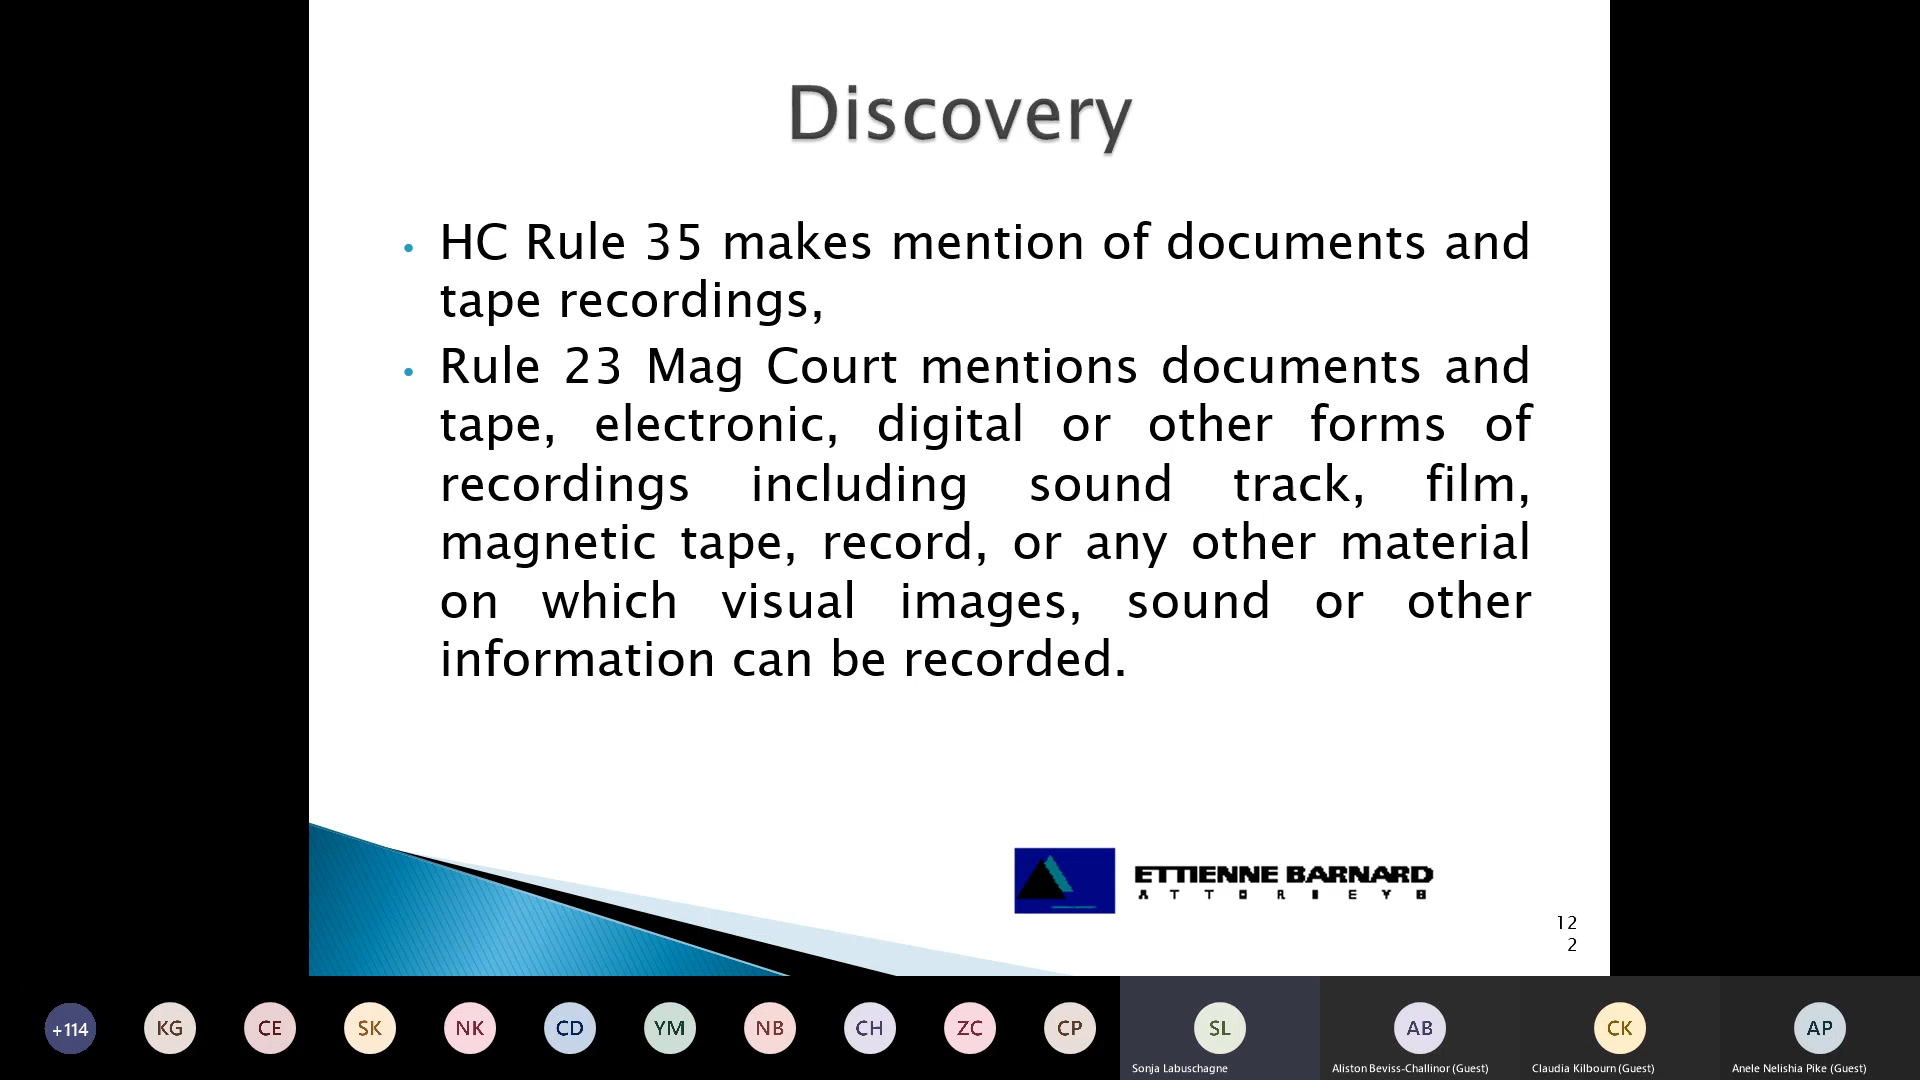 Discovery
• HC Rule 35 makes mention of documents and
tape recordings,
• Rule 23 Mag Court mentions documents and
tape, electronic, digital or other forms of
recordings including sound track, film,
magnetic tape, record, or any other material
on which visual images, sound or other
information can be recorded.
ETTIENNE BARNARD
ATTORNEYS
12
2
+114 KG CE SK NK CD YM NB CH ZC CP SL AB CK AP
Sonja Labuschagne Aliston Beviss-Challinor (Guest) Claudia Kilbourn (Guest) Anele Nelishia Pike (Guest)